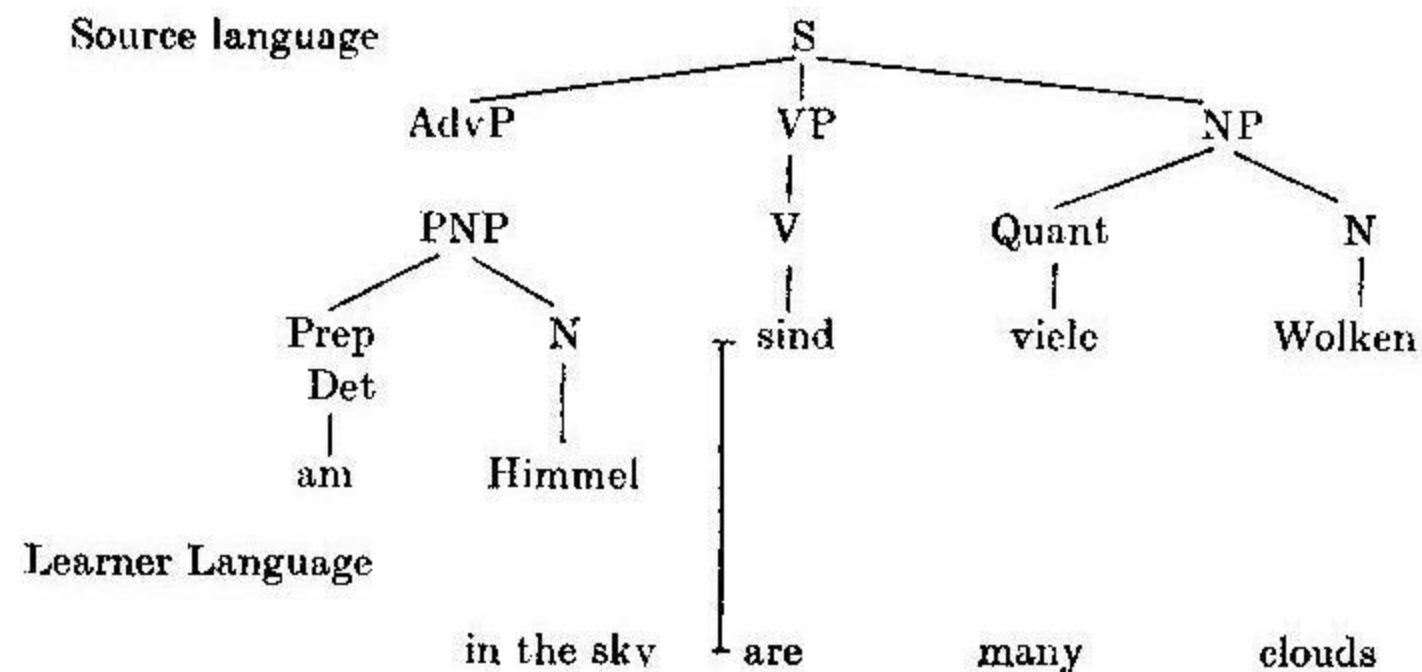 Source language
S
AdvP VP NP
PNP V Quant N
Prep N sind viele Wolken
Det
am Himmel
Learner Language
in the sky are many clouds